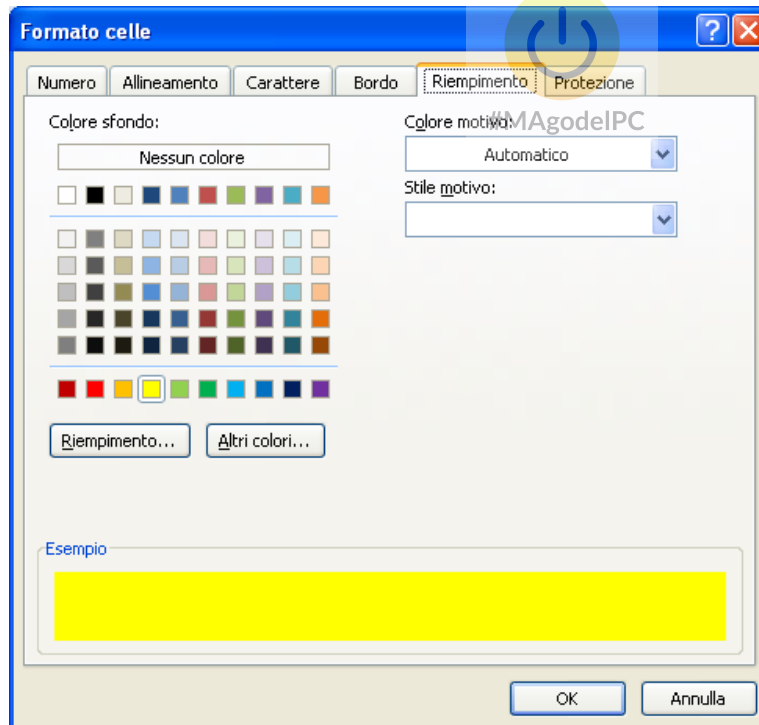 Formato celle
Numero
Allineamento
Carattere
Bordo
Riempimento
Protezione
#MAgodelPC
Colore sfondo:
Nessun colore
Colore motivo:
Automatico
Stile motivo:
Riempimento...
Altri colori...
Esempio
OK
Annulla